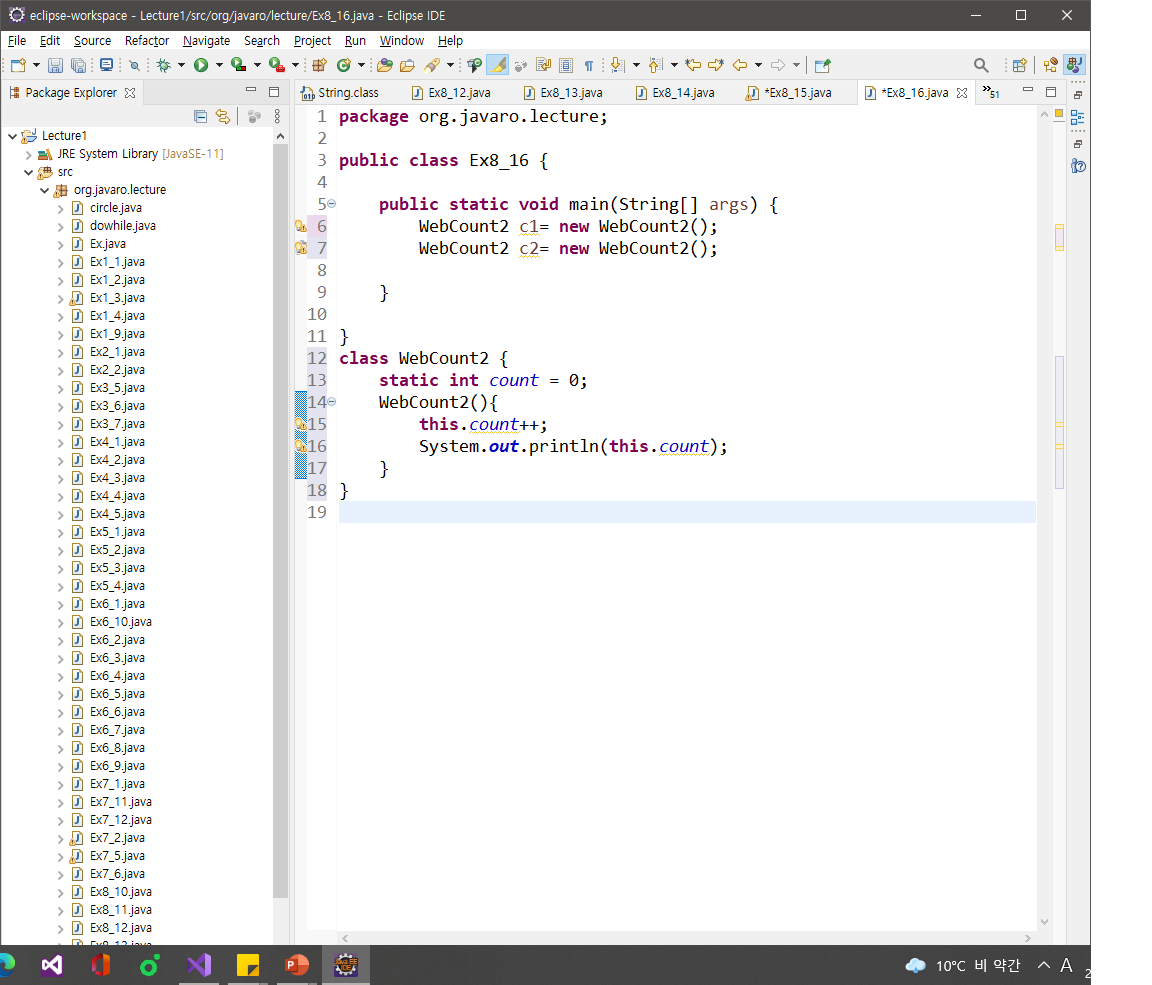 eclipse-workspace - Lecture1/src/org/javaro/lecture/Ex8_16.java - Eclipse IDE
File Edit Source Refactor Navigate Search Project Run Window Help
Package Explorer
String.class Ex8_12.java Ex8_13.java Ex8_14.java *Ex8_15.java *Ex8_16.java 51
Lecture1
JRE System Library [JavaSE-11]
src
org.javaro.lecture
circle.java
dowhile.java
Ex.java
Ex1_1.java
Ex1_2.java
Ex1_3.java
Ex1_4.java
Ex1_9.java
Ex2_1.java
Ex2_2.java
Ex3_5.java
Ex3_6.java
Ex3_7.java
Ex4_1.java
Ex4_2.java
Ex4_3.java
Ex4_4.java
Ex4_5.java
Ex5_1.java
Ex5_2.java
Ex5_3.java
Ex5_4.java
Ex6_1.java
Ex6_10.java
Ex6_2.java
Ex6_3.java
Ex6_4.java
Ex6_5.java
Ex6_6.java
Ex6_7.java
Ex6_8.java
Ex6_9.java
Ex7_1.java
Ex7_11.java
Ex7_12.java
Ex7_2.java
Ex7_5.java
Ex7_6.java
Ex8_10.java
Ex8_11.java
Ex8_12.java
1 package org.javaro.lecture;
2
3 public class Ex8_16 {
4
5 public static void main(String[] args) {
6 WebCount2 c1= new WebCount2();
7 WebCount2 c2= new WebCount2();
8
9 }
10
11 }
12 class WebCount2 {
13 static int count = 0;
14 WebCount2(){
15 this.count++;
16 System.out.println(this.count);
17 }
18 }
19
10°C 비 약간 A